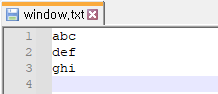 window.txt
1 abc
2 def
3 ghi
4